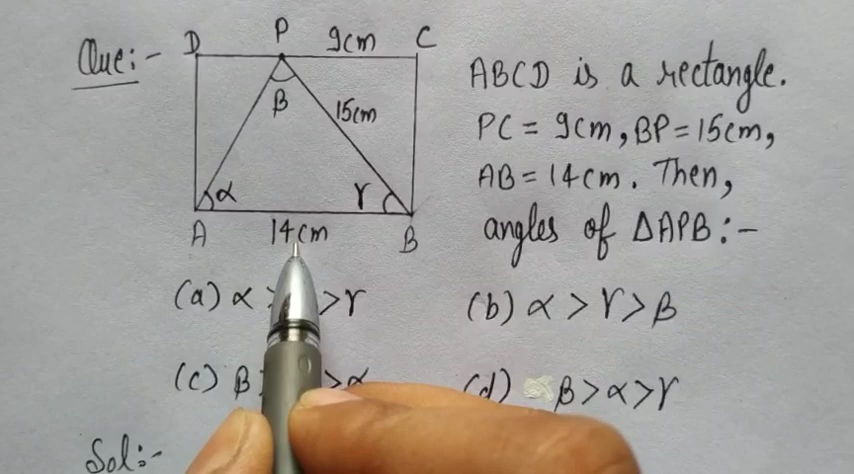 Que:-
D P 9cm C
β 15cm
α γ
A 14cm B
ABCD is a rectangle.
PC = 9cm, BP = 15cm,
AB = 14cm. Then,
angles of ΔAPB:-
(a) α > γ
(b) α > γ > β
(c) β > α
(d) β > α > γ
Sol:-